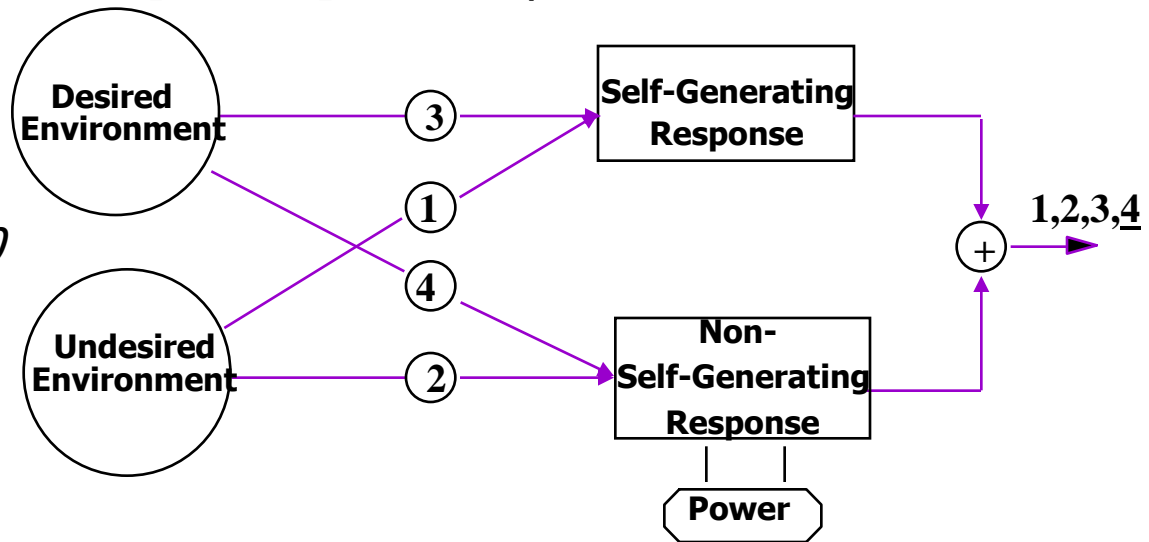 Desired
Environment
3
Self-Generating
Response
1
1,2,3,4
+
4
Undesired
Environment
2
Non-
Self-Generating
Response
Power